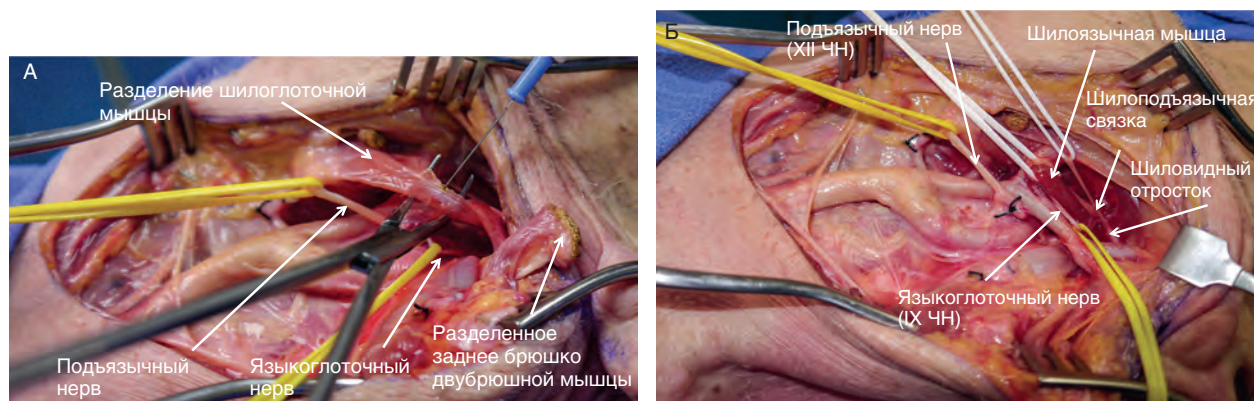 А
Разделение шилоглоточной
мышцы
Подъязычный
нерв
Языкоглоточный
нерв
Разделенное
заднее брюшко
двубрюшной мышцы
Б
Подъязычный нерв
(XII ЧН)
Шилоязычная мышца
Шилоподъязычная
связка
Шиловидный
отросток
Языкоглоточный нерв
(IX ЧН)